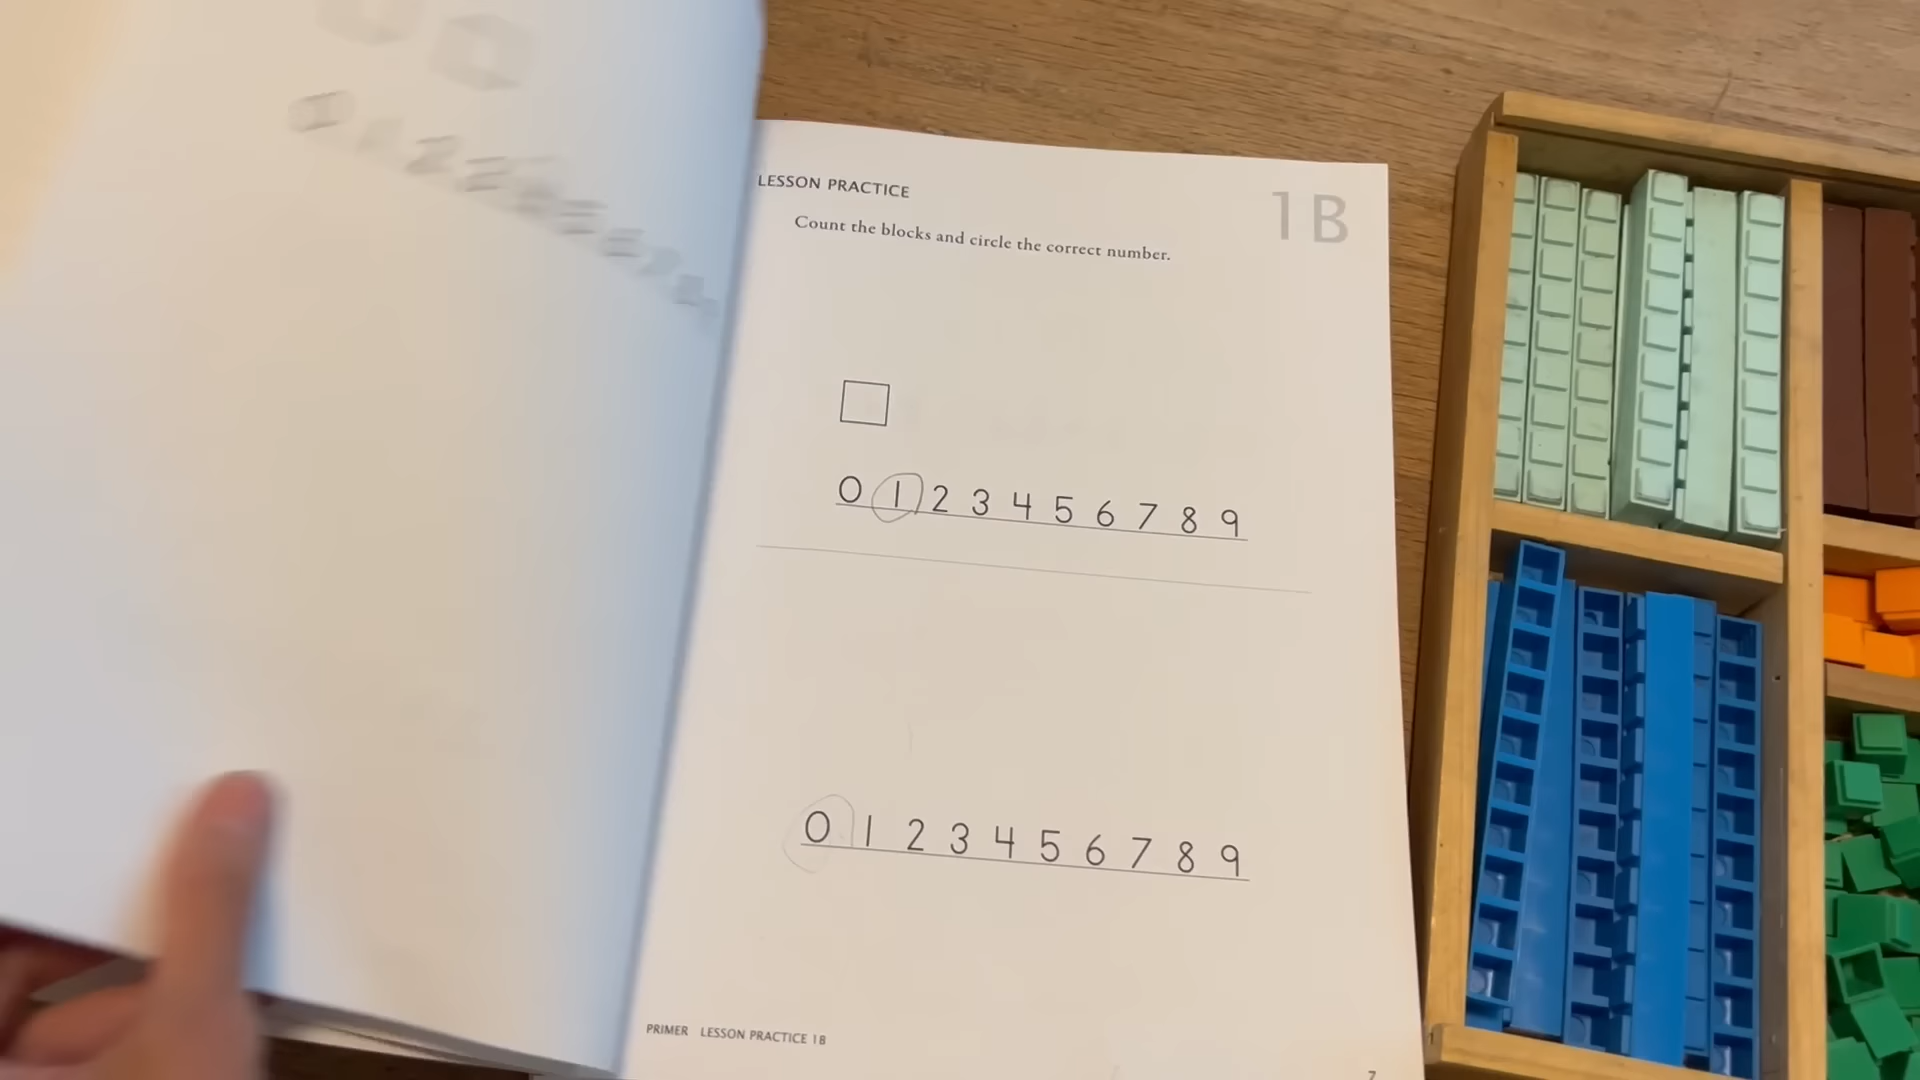 LESSON PRACTICE
1B
Count the blocks and circle the correct number.
0 1 2 3 4 5 6 7 8 9
0 1 2 3 4 5 6 7 8 9
PRIMER LESSON PRACTICE 1B
7